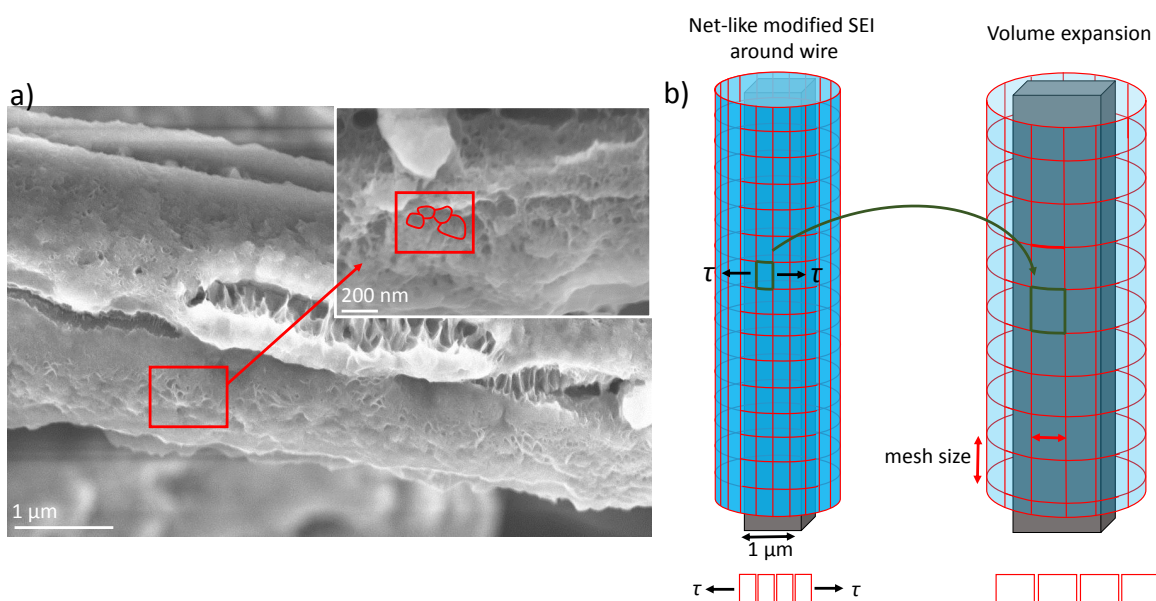 a)
200 nm
1 µm
b)
Net-like modified SEI
around wire
Volume expansion
τ
τ
mesh size
1 µm
τ
τ